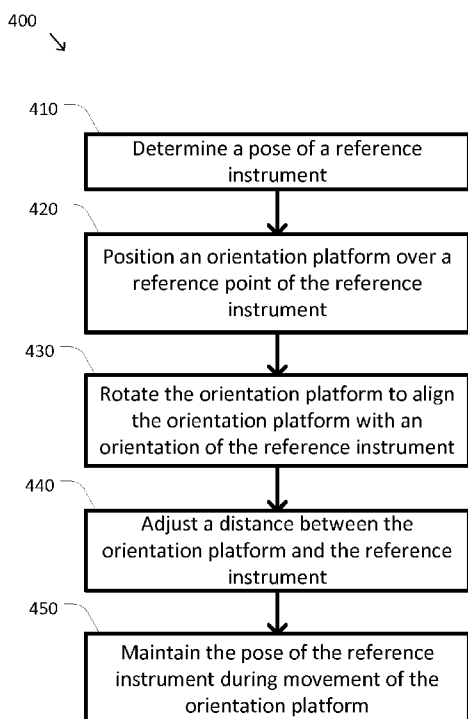 400
410
Determine a pose of a reference
instrument
420
Position an orientation platform over a
reference point of the reference
instrument
430
Rotate the orientation platform to align
the orientation platform with an
orientation of the reference instrument
440
Adjust a distance between the
orientation platform and the reference
instrument
450
Maintain the pose of the reference
instrument during movement of the
orientation platform